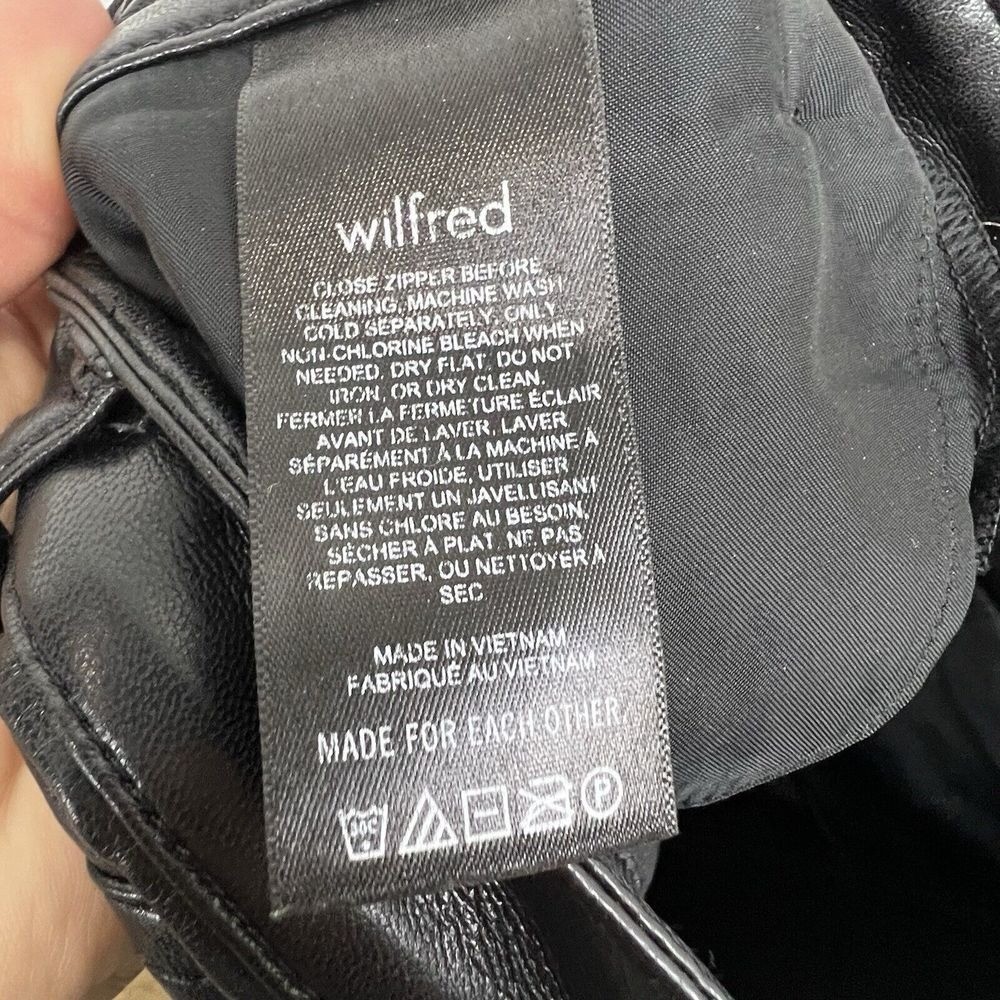 wilfred
CLOSE ZIPPER BEFORE
CLEANING, MACHINE WASH
COLD SEPARATELY, ONLY
NON-CHLORINE BLEACH WHEN
NEEDED, DRY FLAT, DO NOT
IRON, OR DRY CLEAN.
FERMER LA FERMETURE ÉCLAIR
AVANT DE LAVER, LAVER
SÉPARÉMENT À LA MACHINE À
L'EAU FROIDE, UTILISER
SEULEMENT UN JAVELLISANT
SANS CHLORE AU BESOIN,
SÉCHER À PLAT, NE PAS
REPASSER, OU NETTOYER À
SEC
MADE IN VIETNAM
FABRIQUÉ AU VIETNAM
MADE FOR EACH OTHER.
30C P